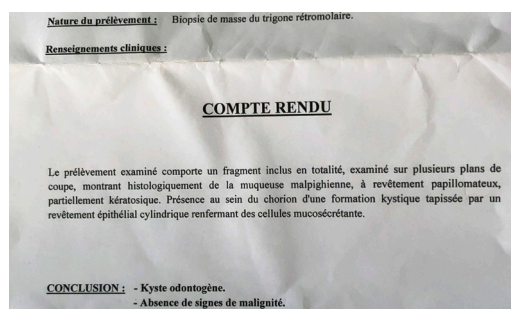 Nature du prélèvement : Biopsie de masse du trigone rétromolaire.
Renseignements cliniques :
COMPTE RENDU
Le prélèvement examiné comporte un fragment inclus en totalité, examiné sur plusieurs plans de
coupe, montrant histologiquement de la muqueuse malpighienne, à revêtement papillomateux,
partiellement kératosique. Présence au sein du chorion d'une formation kystique tapissée par un
revêtement épithélial cylindrique renfermant des cellules mucosécrétante.
CONCLUSION : - Kyste odontogène.
- Absence de signes de malignité.